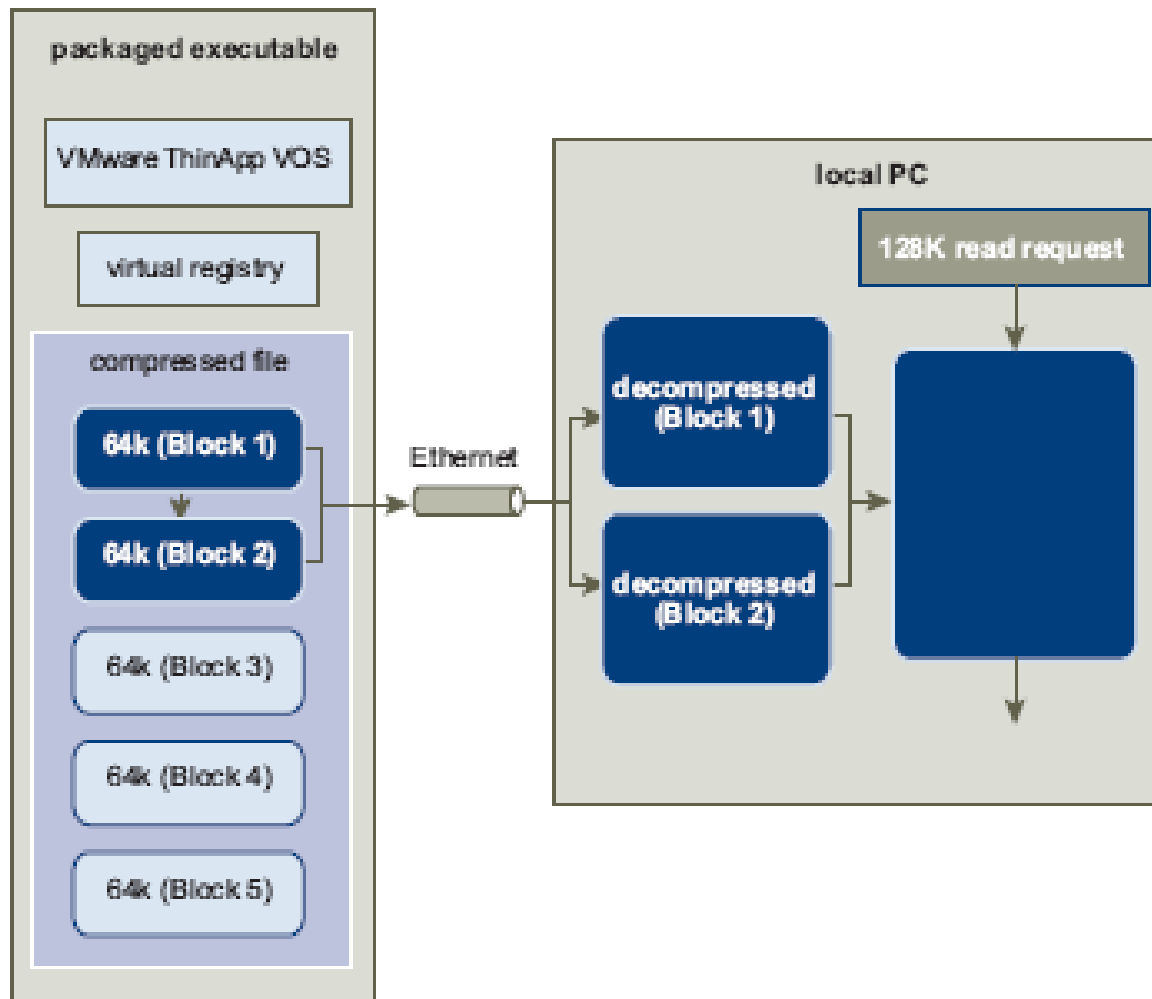 packaged executable
VMware ThinApp VOS
virtual registry
compressed file
64k (Block 1)
64k (Block 2)
64k (Block 3)
64k (Block 4)
64k (Block 5)
Ethernet
local PC
128K read request
decompressed
(Block 1)
decompressed
(Block 2)